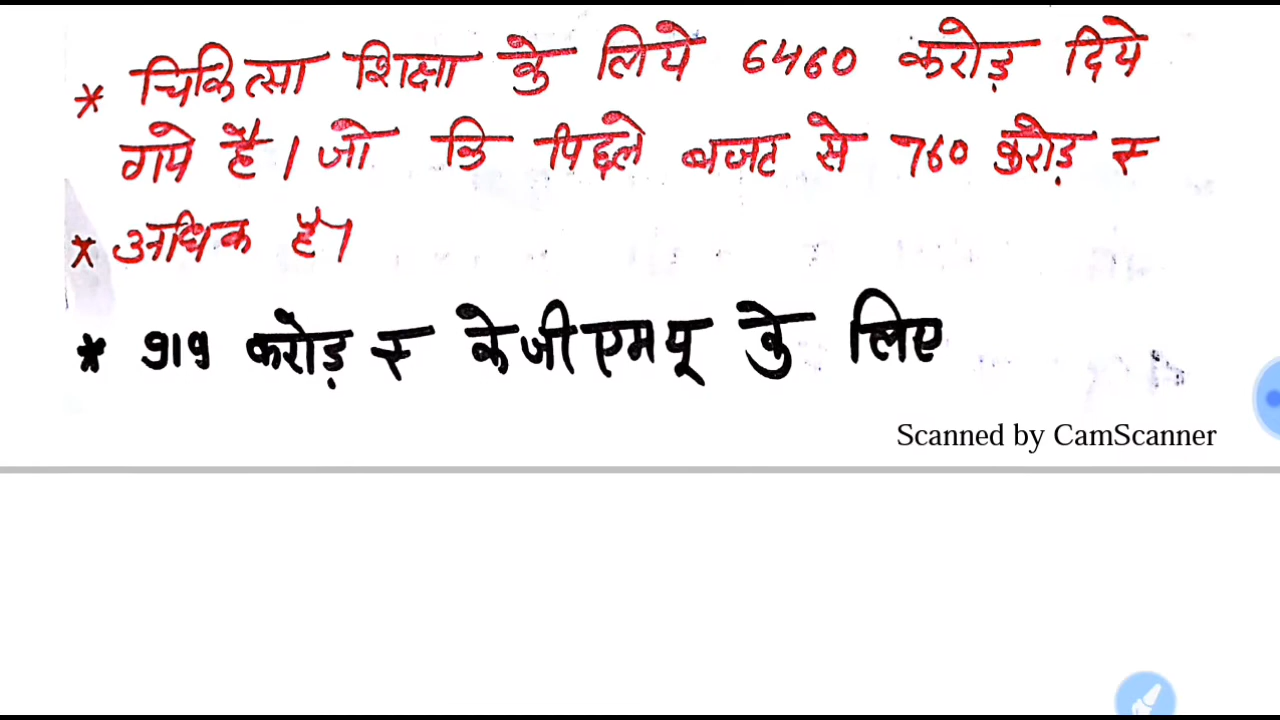 * चिकित्सा शिक्षा के लिये 6460 करोड़ दिये
गये है। जो कि पिछले बजट से 760 करोड़ रु
* अधिक है।
* 919 करोड़ रु केजीएमयू के लिए
Scanned by CamScanner